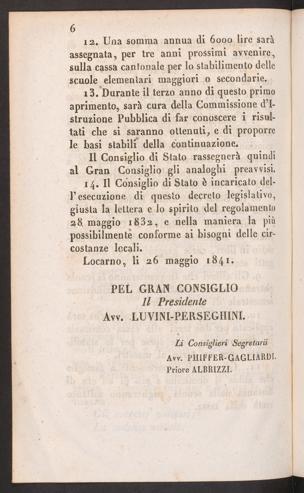 6
12. Una somma annua di 6000 lire sarà
assegnata, per tre anni prossimi avvenire,
sulla cassa cantonale per lo stabilimento delle
scuole elementari maggiori o secondarie.
13. Durante il terzo anno di questo primo
aprimento, sarà cura della Commissione d'I-
struzione Pubblica di far conoscere i risul-
tati che si saranno ottenuti, e di proporre
le basi stabili della continuazione.
Il Consiglio di Stato rassegnerà quindi
al Gran Consiglio gli analoghi preavvisi.
14. Il Consiglio di Stato è incaricato del-
l'esecuzione di questo decreto legislativo,
giusta la lettera e lo spirito del regolamento
28 maggio 1832, e nella maniera la più
possibilmente conforme ai bisogni delle cir-
costanze locali.
Locarno, li 26 maggio 1841.
PEL GRAN CONSIGLIO
Il Presidente
Avv. LUVINI-PERSEGHINI.
Li Consiglieri Segretarii
Avv. PHIFFER-GAGLIARDI.
Priore ALBRIZZI.